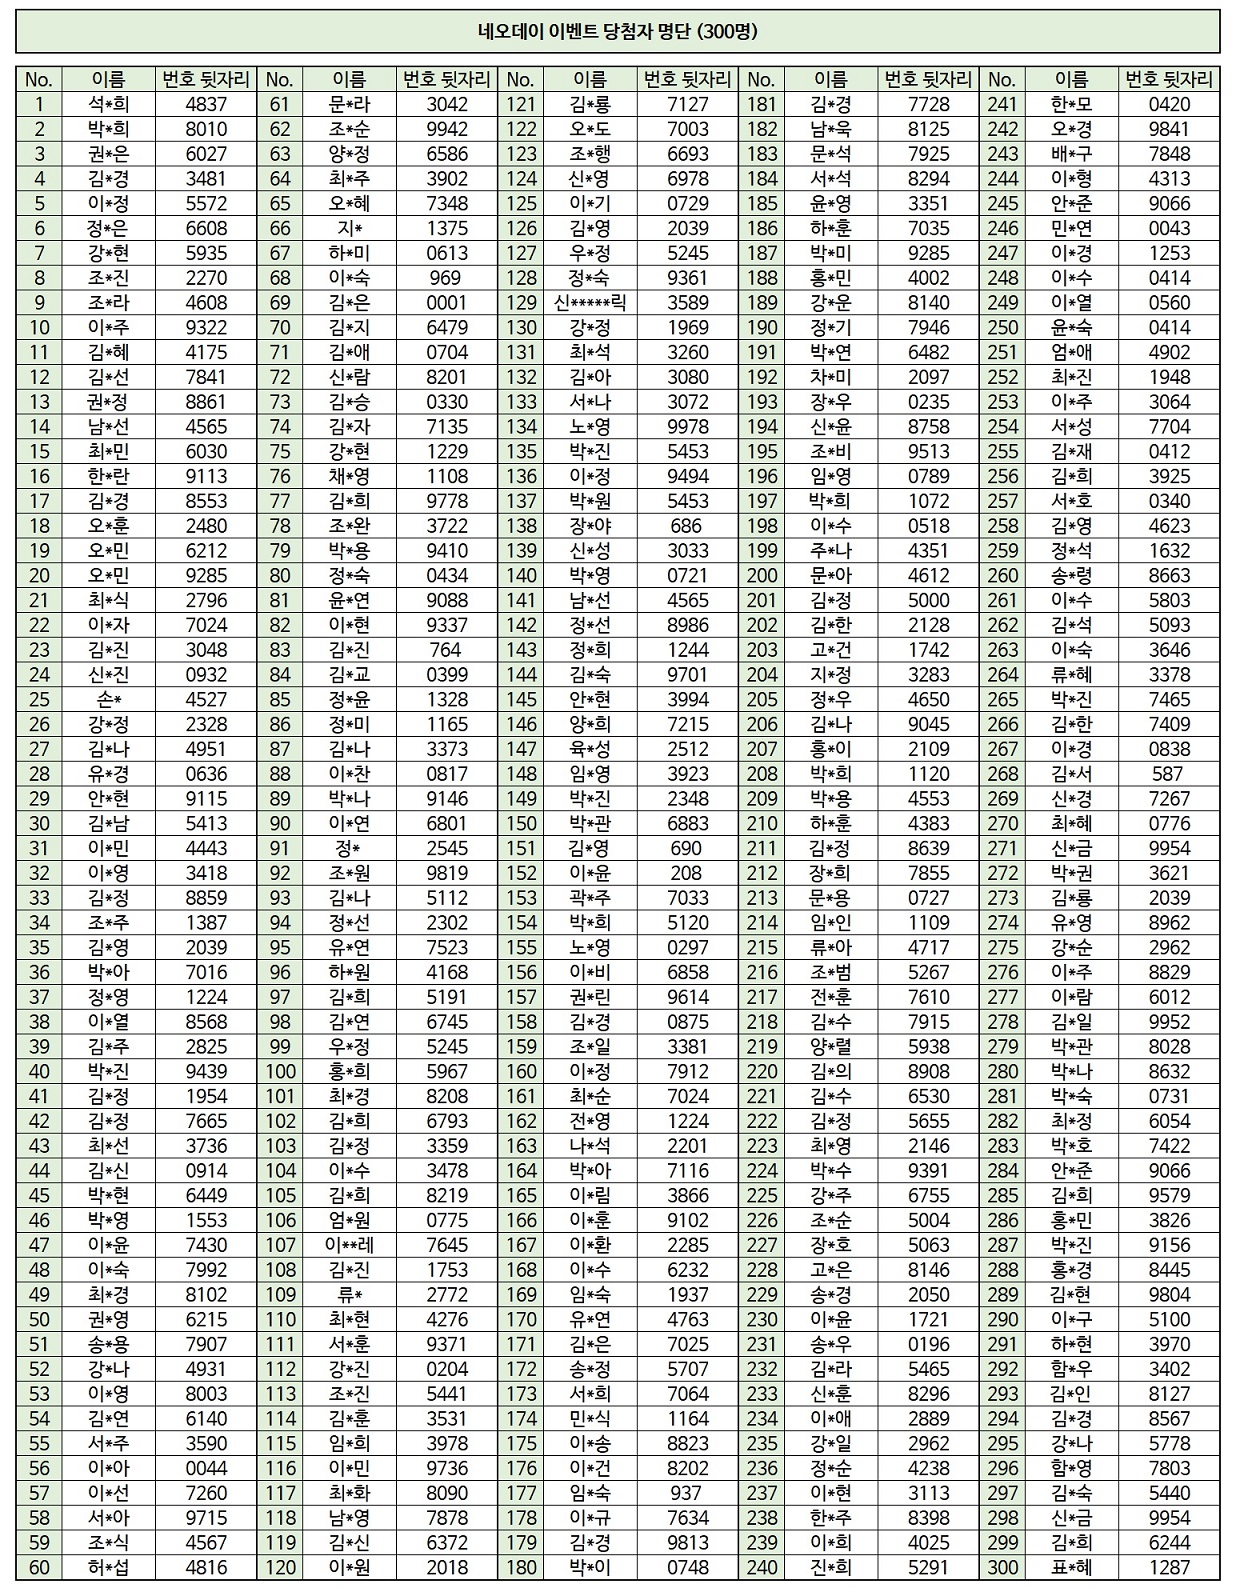 네오데이 이벤트 당첨자 명단 (300명)
No. 이름 번호 뒷자리 No. 이름 번호 뒷자리 No. 이름 번호 뒷자리 No. 이름 번호 뒷자리 No. 이름 번호 뒷자리
1 석*희 4837 61 문*라 3042 121 김*룡 7127 181 김*경 7728 241 한*모 0420
2 박*희 8010 62 조*순 9942 122 오*도 7003 182 남*욱 8125 242 오*경 9841
3 권*은 6027 63 양*정 6586 123 조*행 6693 183 문*석 7925 243 배*구 7848
4 김*경 3481 64 최*주 3902 124 신*영 6978 184 서*석 8294 244 이*형 4313
5 이*정 5572 65 오*혜 7348 125 이*기 0729 185 윤*영 3351 245 안*준 9066
6 정*은 6608 66 지* 1375 126 김*영 2039 186 하*훈 7035 246 민*연 0043
7 강*현 5935 67 하*미 0613 127 우*정 5245 187 박*미 9285 247 이*경 1253
8 조*진 2270 68 이*숙 969 128 정*숙 9361 188 홍*민 4002 248 이*수 0414
9 조*라 4608 69 김*은 0001 129 신*****릭 3589 189 강*운 8140 249 이*열 0560
10 이*주 9322 70 김*지 6479 130 강*정 1969 190 정*기 7946 250 윤*숙 0414
11 김*혜 4175 71 김*애 0704 131 최*석 3260 191 박*연 6482 251 엄*애 4902
12 김*선 7841 72 신*람 8201 132 김*아 3080 192 차*미 2097 252 최*진 1948
13 권*정 8861 73 김*승 0330 133 서*나 3072 193 장*우 0235 253 이*주 3064
14 남*선 4565 74 김*자 7135 134 노*영 9978 194 신*윤 8758 254 서*성 7704
15 최*민 6030 75 강*현 1229 135 박*진 5453 195 조*비 9513 255 김*재 0412
16 한*란 9113 76 채*영 1108 136 이*정 9494 196 임*영 0789 256 김*희 3925
17 김*경 8553 77 김*희 9778 137 박*원 5453 197 박*희 1072 257 서*호 0340
18 오*훈 2480 78 조*완 3722 138 장*야 686 198 이*수 0518 258 김*영 4623
19 오*민 6212 79 박*용 9410 139 신*성 3033 199 주*나 4351 259 정*석 1632
20 오*민 9285 80 정*숙 0434 140 박*영 0721 200 문*아 4612 260 송*령 8663
21 최*식 2796 81 윤*연 9088 141 남*선 4565 201 김*정 5000 261 이*수 5803
22 이*자 7024 82 이*현 9337 142 정*선 8986 202 김*한 2128 262 김*석 5093
23 김*진 3048 83 김*진 764 143 정*희 1244 203 고*건 1742 263 이*숙 3646
24 신*진 0932 84 김*교 0399 144 김*숙 9701 204 지*정 3283 264 류*혜 3378
25 손* 4527 85 정*윤 1328 145 안*현 3994 205 정*우 4650 265 박*진 7465
26 강*정 2328 86 정*미 1165 146 양*희 7215 206 김*나 9045 266 김*한 7409
27 김*나 4951 87 김*나 3373 147 육*성 2512 207 홍*이 2109 267 이*경 0838
28 유*경 0636 88 이*찬 0817 148 임*영 3923 208 박*희 1120 268 김*서 587
29 안*현 9115 89 박*나 9146 149 박*진 2348 209 박*용 4553 269 신*경 7267
30 김*남 5413 90 이*연 6801 150 박*관 6883 210 하*훈 4383 270 최*혜 0776
31 이*민 4443 91 정* 2545 151 김*영 690 211 김*정 8639 271 신*금 9954
32 이*영 3418 92 조*원 9819 152 이*윤 208 212 장*희 7855 272 박*권 3621
33 김*정 8859 93 김*나 5112 153 곽*주 7033 213 문*용 0727 273 김*룡 2039
34 조*주 1387 94 정*선 2302 154 박*희 5120 214 임*인 1109 274 유*영 8962
35 김*영 2039 95 유*연 7523 155 노*영 0297 215 류*아 4717 275 강*순 2962
36 박*아 7016 96 하*원 4168 156 이*비 6858 216 조*범 5267 276 이*주 8829
37 정*영 1224 97 김*희 5191 157 권*린 9614 217 전*훈 7610 277 이*람 6012
38 이*열 8568 98 김*연 6745 158 김*경 0875 218 김*수 7915 278 김*일 9952
39 김*주 2825 99 우*정 5245 159 조*일 3381 219 양*렬 5938 279 박*관 8028
40 박*진 9439 100 홍*희 5967 160 이*정 7912 220 김*의 8908 280 박*나 8632
41 김*정 1954 101 최*경 8208 161 최*순 7024 221 김*수 6530 281 박*숙 0731
42 김*정 7665 102 김*희 6793 162 전*영 1224 222 김*정 5655 282 최*정 6054
43 최*선 3736 103 김*정 3359 163 나*석 2201 223 최*영 2146 283 박*호 7422
44 김*신 0914 104 이*수 3478 164 박*아 7116 224 박*수 9391 284 안*준 9066
45 박*현 6449 105 김*희 8219 165 이*림 3866 225 강*주 6755 285 김*희 9579
46 박*영 1553 106 엄*원 0775 166 이*훈 9102 226 조*순 5004 286 홍*민 3826
47 이*윤 7430 107 이**레 7645 167 이*환 2285 227 장*호 5063 287 박*진 9156
48 이*숙 7992 108 김*진 1753 168 이*수 6232 228 고*은 8146 288 홍*경 8445
49 최*경 8102 109 류* 2772 169 임*숙 1937 229 송*경 2050 289 김*현 9804
50 권*영 6215 110 최*현 4276 170 유*연 4763 230 이*윤 1721 290 이*구 5100
51 송*용 7907 111 서*훈 9371 171 김*은 7025 231 송*우 0196 291 하*현 3970
52 강*나 4931 112 강*진 0204 172 송*정 5707 232 김*라 5465 292 함*우 3402
53 이*영 8003 113 조*진 5441 173 서*희 7064 233 신*훈 8296 293 김*인 8127
54 김*연 6140 114 김*훈 3531 174 민*식 1164 234 이*애 2889 294 김*경 8567
55 서*주 3590 115 임*희 3978 175 이*송 8823 235 강*일 2962 295 강*나 5778
56 이*아 0044 116 이*민 9736 176 이*건 8202 236 정*순 4238 296 함*영 7803
57 이*선 7260 117 최*화 8090 177 임*숙 937 237 이*현 3113 297 김*숙 5440
58 서*아 9715 118 남*영 7878 178 이*규 7634 238 한*주 8398 298 신*금 9954
59 조*식 4567 119 김*신 6372 179 김*경 9813 239 이*희 4025 299 김*희 6244
60 허*섭 4816 120 이*원 2018 180 박*이 0748 240 진*희 5291 300 표*혜 1287